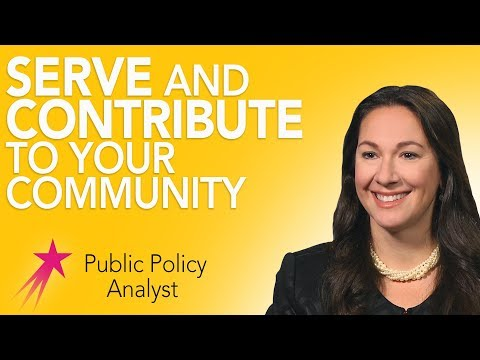 SERVE AND
CONTRIBUTE
TO YOUR
COMMUNITY
Public Policy
Analyst